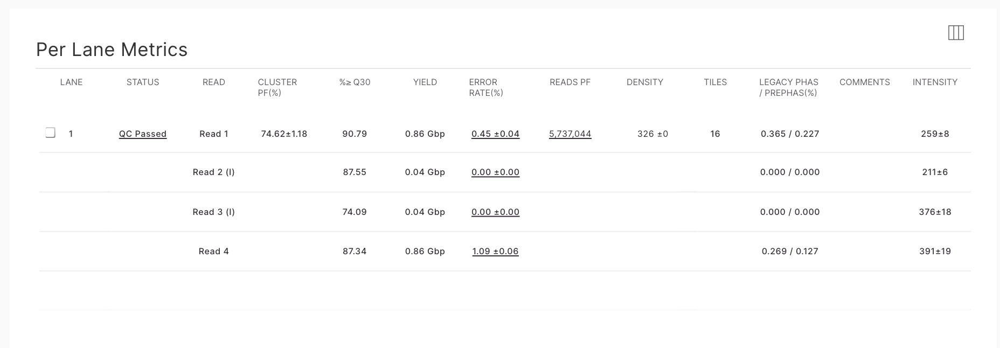 Per Lane Metrics
LANE STATUS READ CLUSTER PF(%) %≥ Q30 YIELD ERROR RATE(%) READS PF DENSITY TILES LEGACY PHAS / PREPHAS(%) COMMENTS INTENSITY
1 QC Passed Read 1 74.62±1.18 90.79 0.86 Gbp 0.45 ±0.04 5,737,044 326 ±0 16 0.365 / 0.227 259±8
Read 2 (I) 87.55 0.04 Gbp 0.00 ±0.00 0.000 / 0.000 211±6
Read 3 (I) 74.09 0.04 Gbp 0.00 ±0.00 0.000 / 0.000 376±18
Read 4 87.34 0.86 Gbp 1.09 ±0.06 0.269 / 0.127 391±19